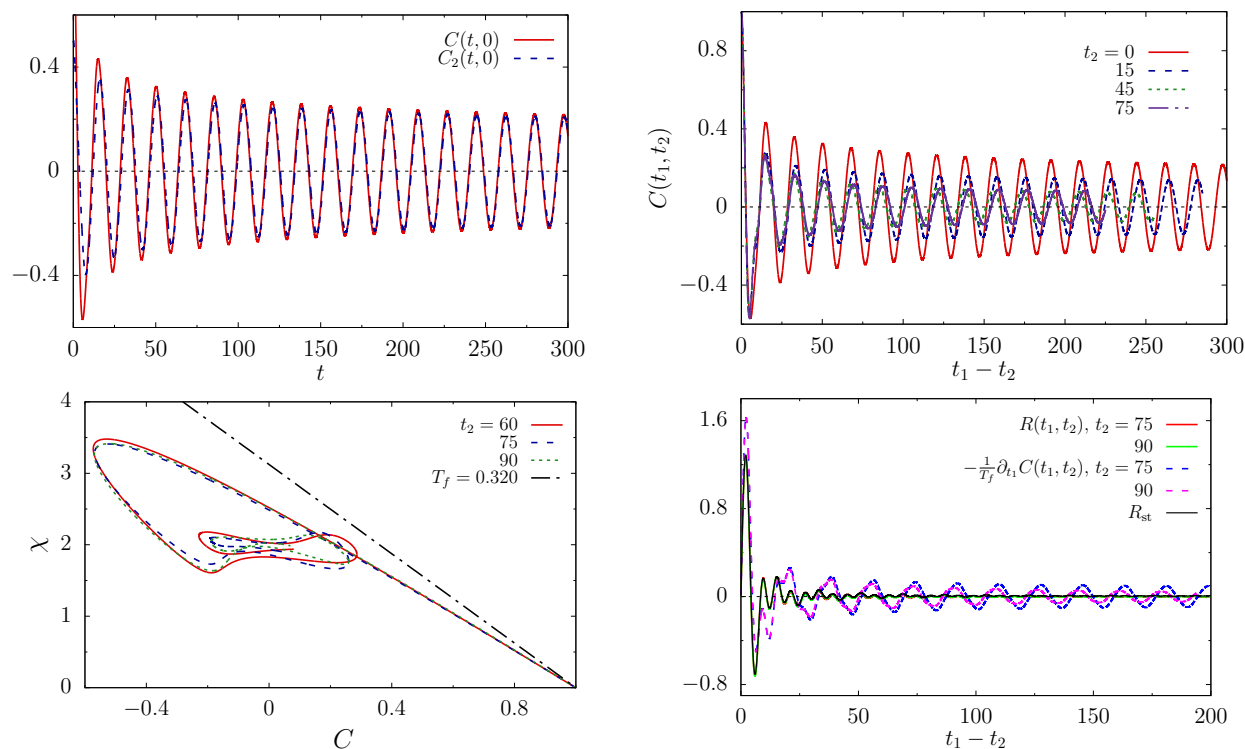 C(t, 0)
C₂(t, 0)
0.4
0
−0.4
0 50 100 150 200 250 300
t
C(t₁, t₂)
t₂ = 0
15
45
75
0.8
0.4
0
−0.4
0 50 100 150 200 250 300
t₁ − t₂
χ
t₂ = 60
75
90
T_f = 0.320
4
3
2
1
0
−0.4 0 0.4 0.8
C
R(t₁, t₂), t₂ = 75
90
−1/T_f ∂_{t₁}C(t₁, t₂), t₂ = 75
90
R_st
1.6
0.8
0
−0.8
0 50 100 150 200
t₁ − t₂